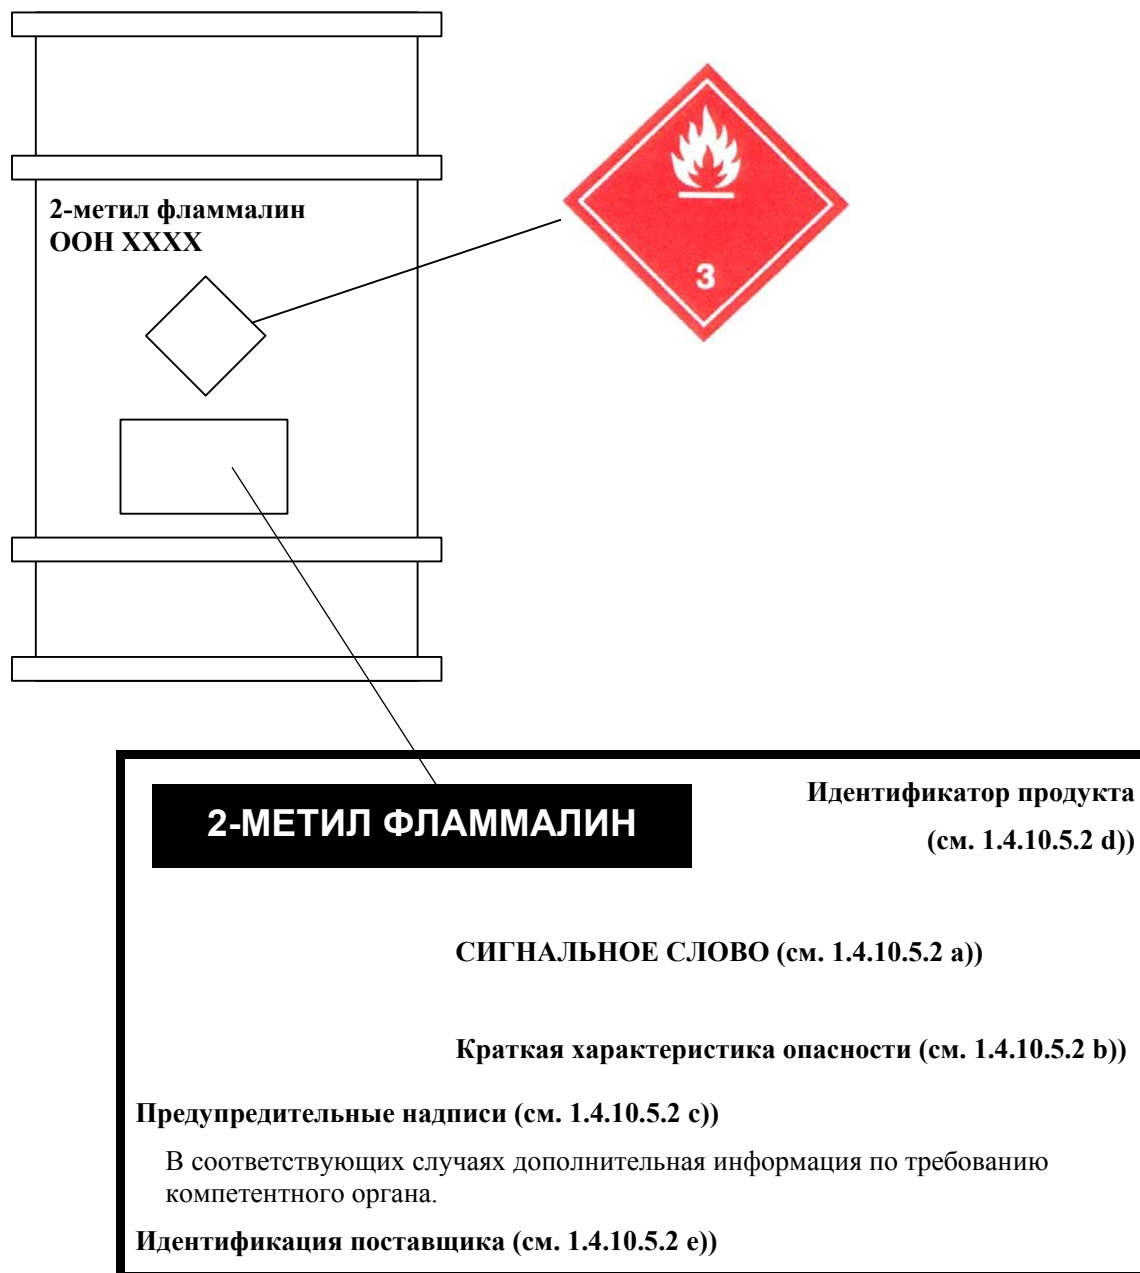 2-метил фламмалин
ООН XXXX
3
2-МЕТИЛ ФЛАММАЛИН
Идентификатор продукта
(см. 1.4.10.5.2 d))
СИГНАЛЬНОЕ СЛОВО (см. 1.4.10.5.2 a))
Краткая характеристика опасности (см. 1.4.10.5.2 b))
Предупредительные надписи (см. 1.4.10.5.2 c))
В соответствующих случаях дополнительная информация по требованию
компетентного органа.
Идентификация поставщика (см. 1.4.10.5.2 e))